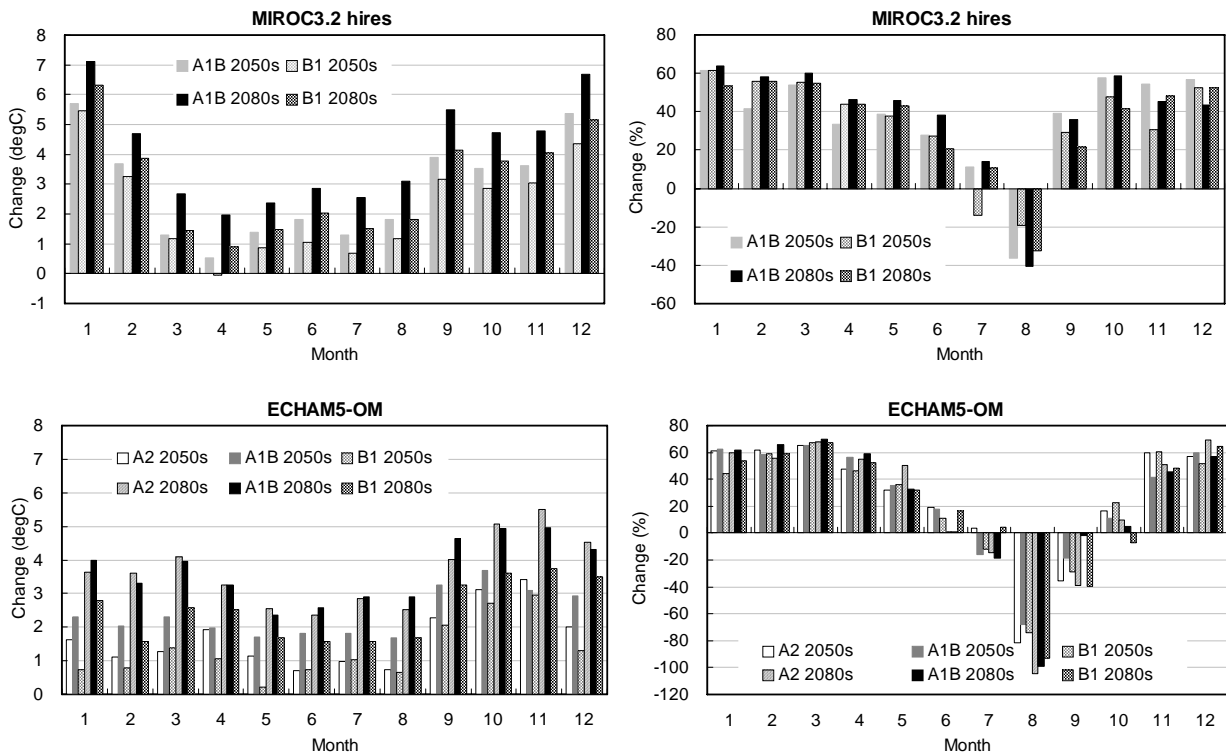 MIROC3.2 hires
Change (degC)
8
7
6
5
4
3
2
1
0
-1
A1B 2050s B1 2050s
A1B 2080s B1 2080s
1 2 3 4 5 6 7 8 9 10 11 12
Month
MIROC3.2 hires
Change (%)
80
60
40
20
0
-20
-40
-60
A1B 2050s B1 2050s
A1B 2080s B1 2080s
1 2 3 4 5 6 7 8 9 10 11 12
Month
ECHAM5-OM
Change (degC)
8
7
6
5
4
3
2
1
0
A2 2050s A1B 2050s B1 2050s
A2 2080s A1B 2080s B1 2080s
1 2 3 4 5 6 7 8 9 10 11 12
Month
ECHAM5-OM
Change (%)
80
60
40
20
0
-20
-40
-60
-80
-100
-120
A2 2050s A1B 2050s B1 2050s
A2 2080s A1B 2080s B1 2080s
1 2 3 4 5 6 7 8 9 10 11 12
Month